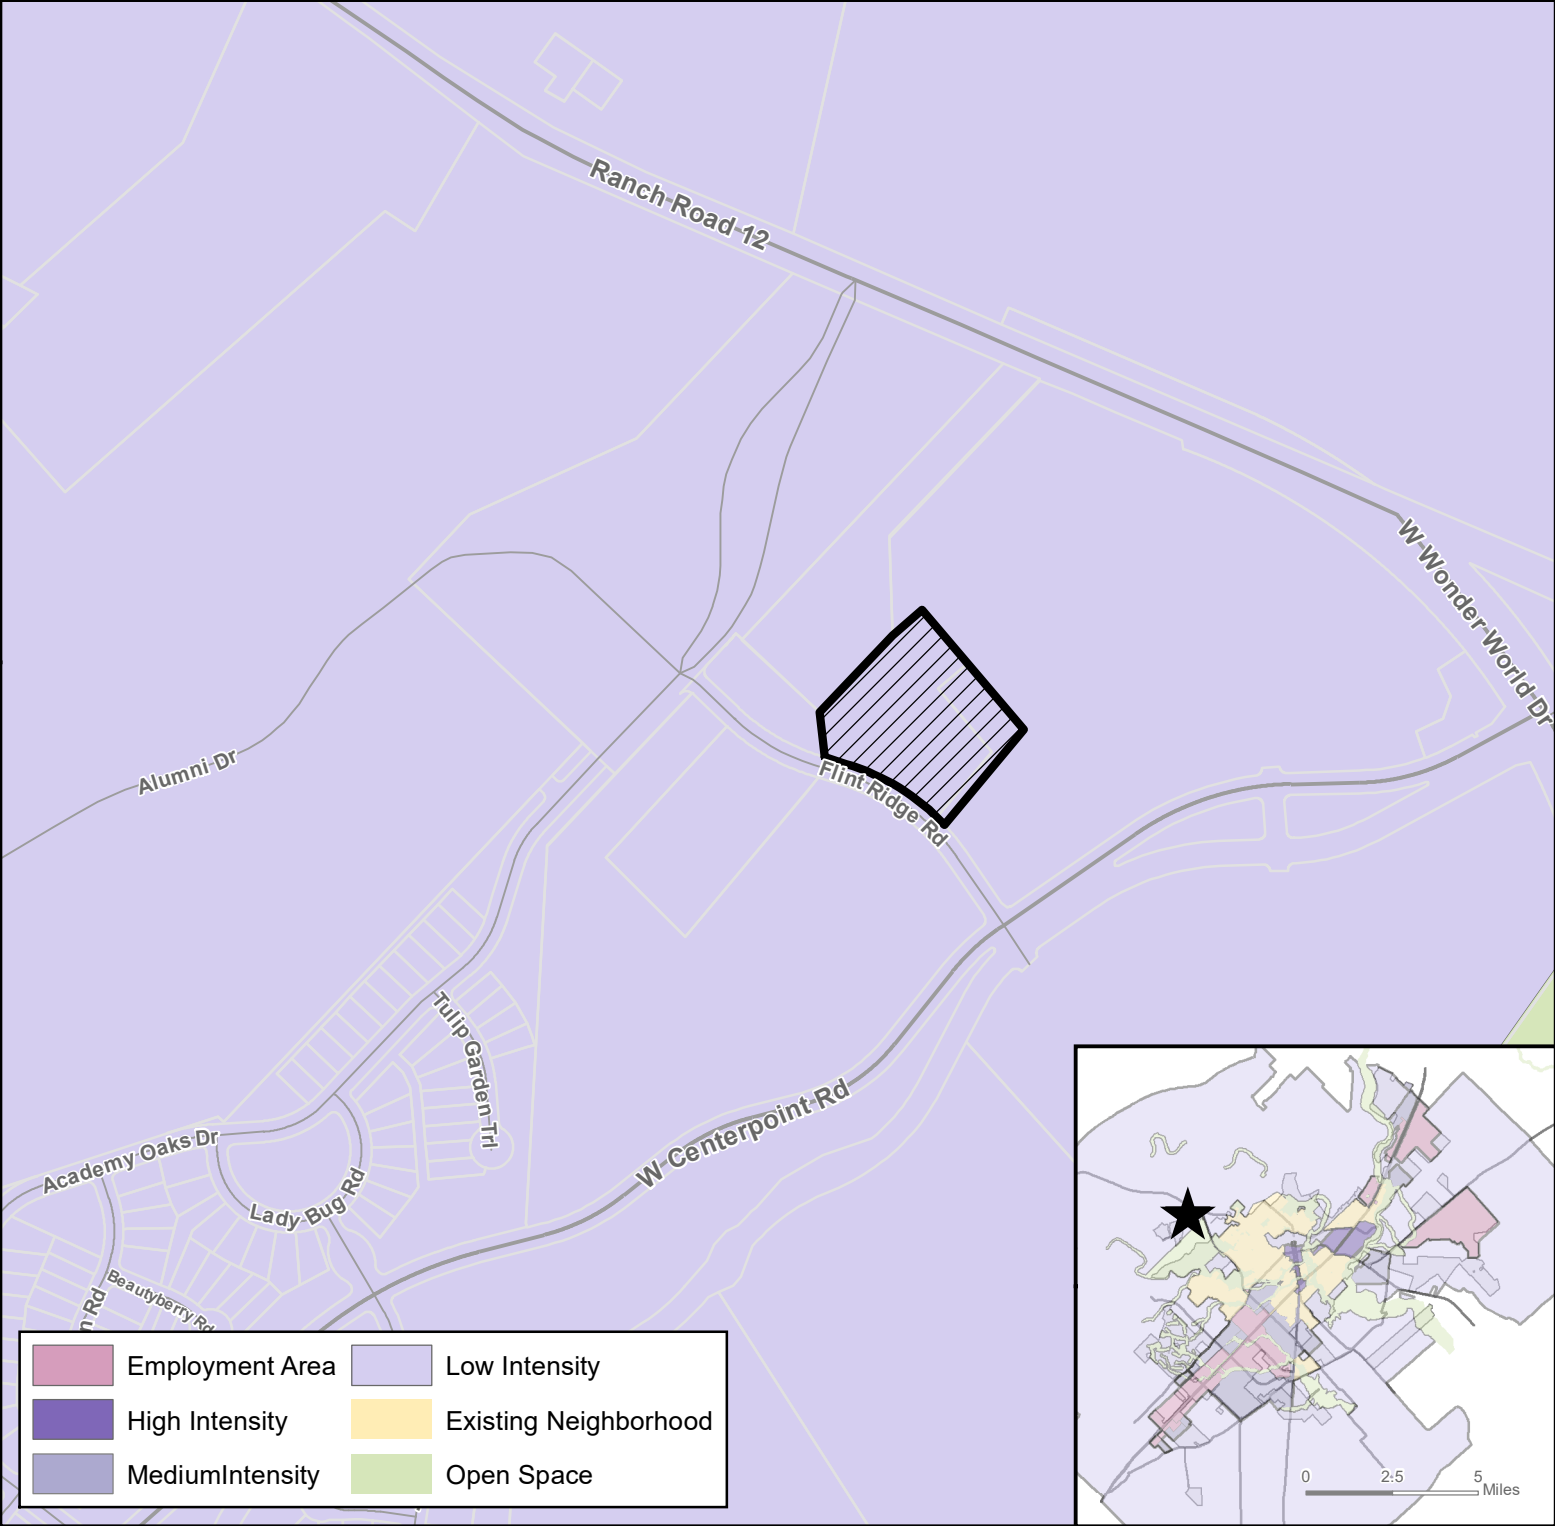 Ranch Road 12
W Wonder World Dr
Alumni Dr
Flint Ridge Rd
Tulip Garden Trl
W Centerpoint Rd
Academy Oaks Dr
Lady Bug Rd
Beautyberry Rd
n Rd
Employment Area
Low Intensity
High Intensity
Existing Neighborhood
MediumIntensity
Open Space
0 2.5 5
Miles